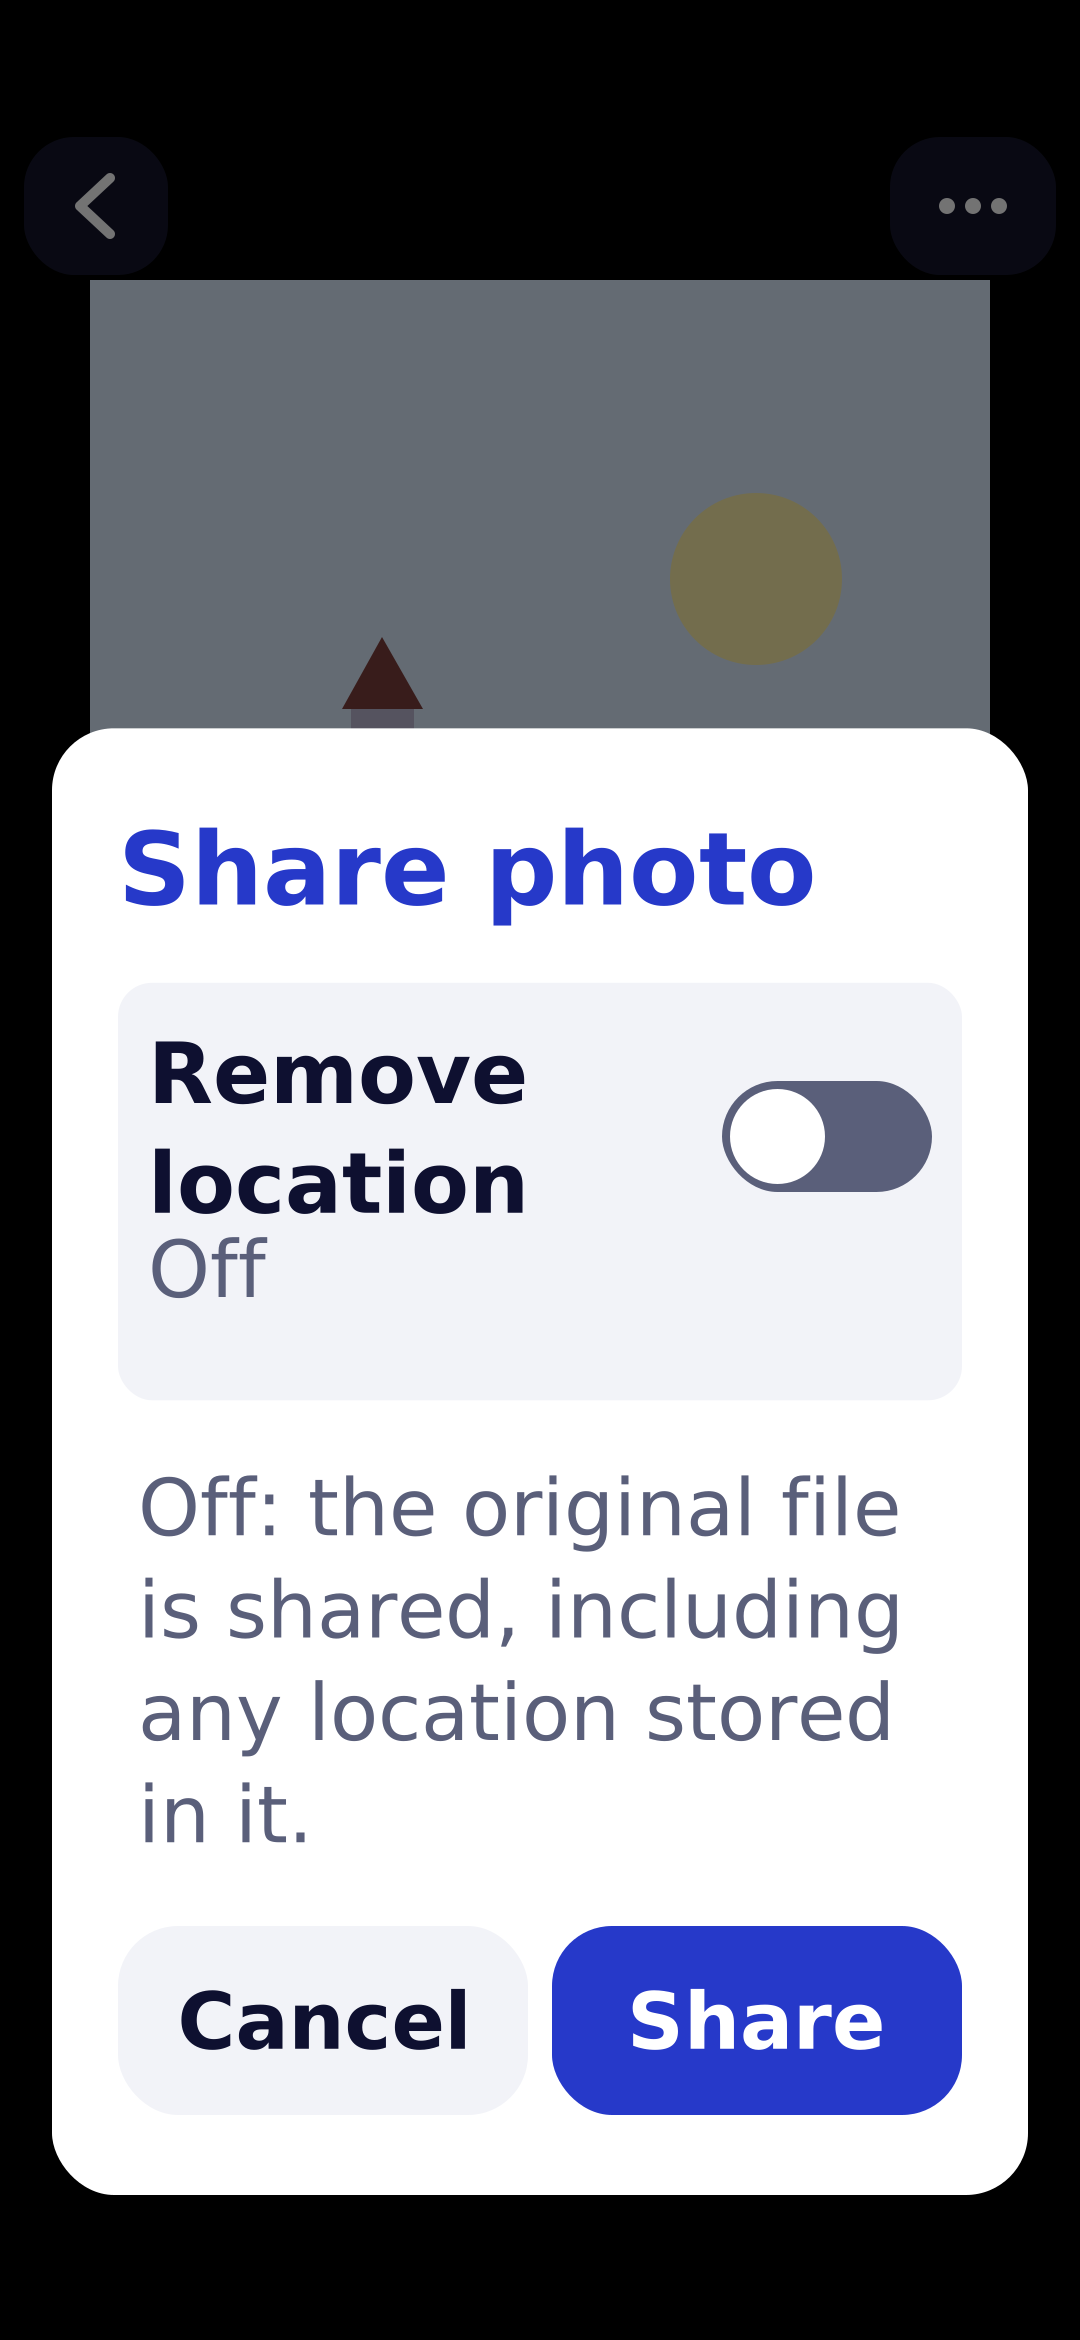 Share photo
Remove
location
Off
Off: the original file
is shared, including
any location stored
in it.
Cancel
Share